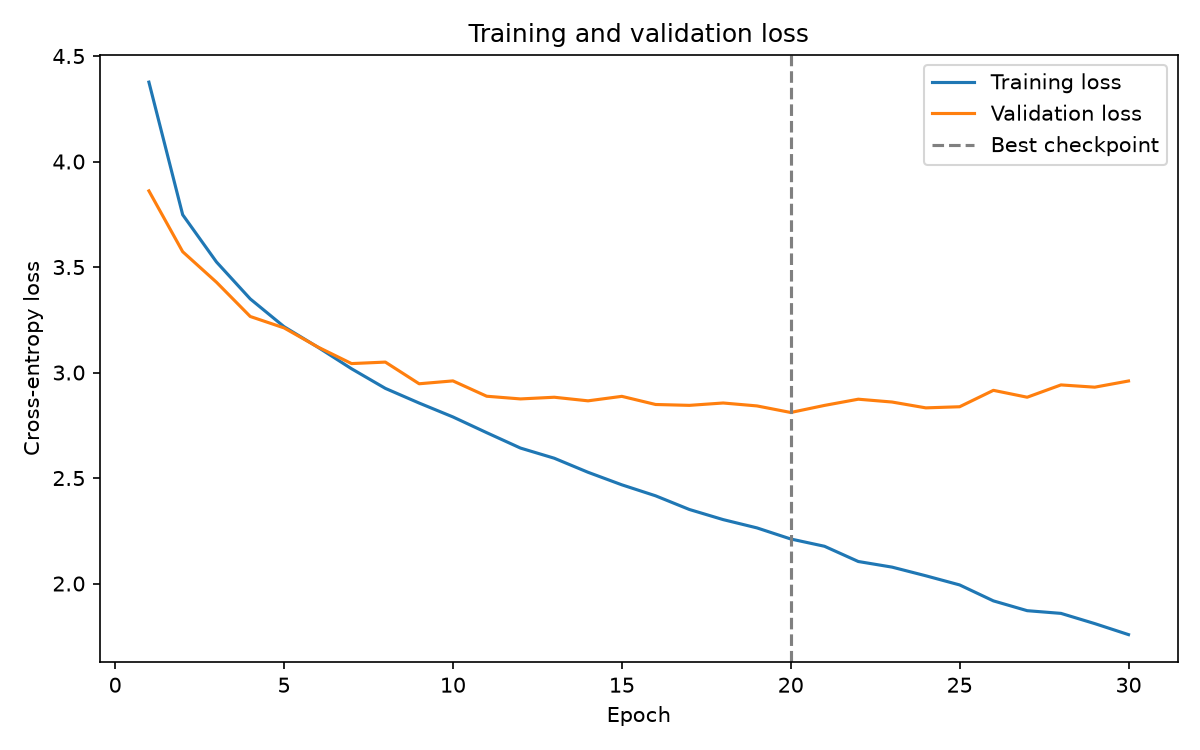 Training and validation loss
4.5
4.0
3.5
3.0
2.5
2.0
Cross-entropy loss
Training loss
Validation loss
Best checkpoint
0 5 10 15 20 25 30
Epoch